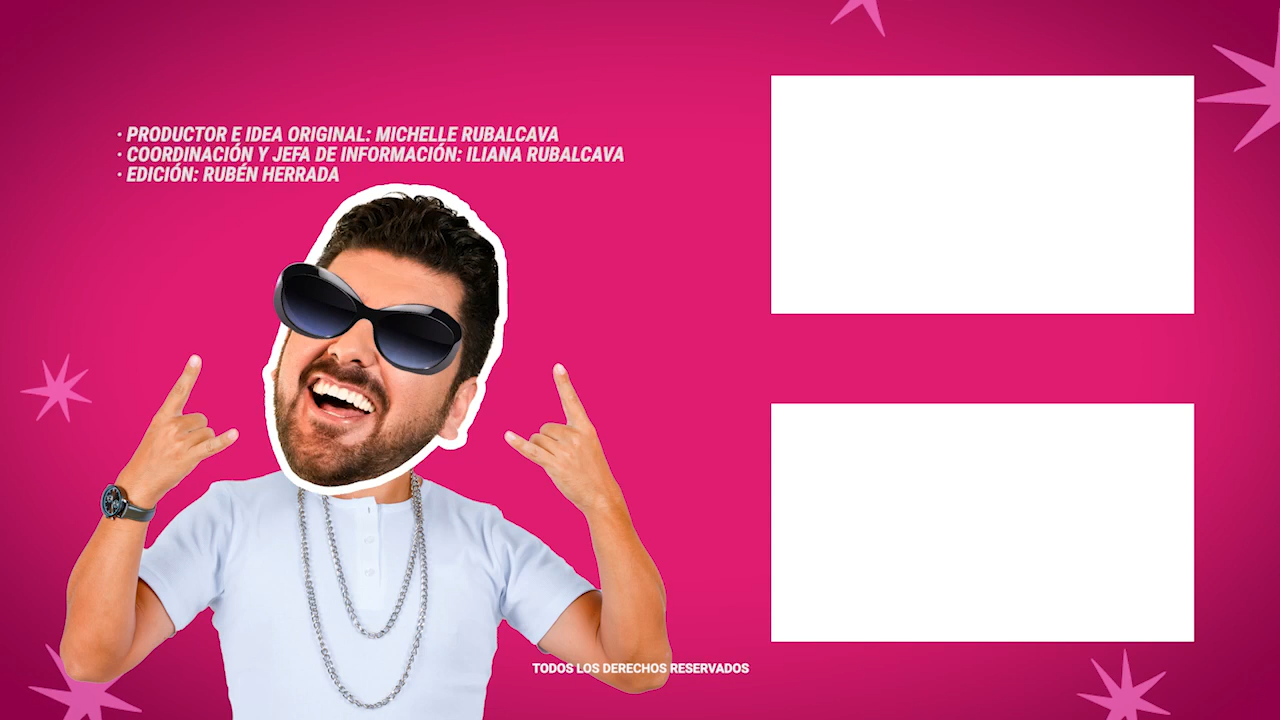 · PRODUCTOR E IDEA ORIGINAL: MICHELLE RUBALCAVA
· COORDINACIÓN Y JEFA DE INFORMACIÓN: ILIANA RUBALCAVA
· EDICIÓN: RUBÉN HERRADA
TODOS LOS DERECHOS RESERVADOS